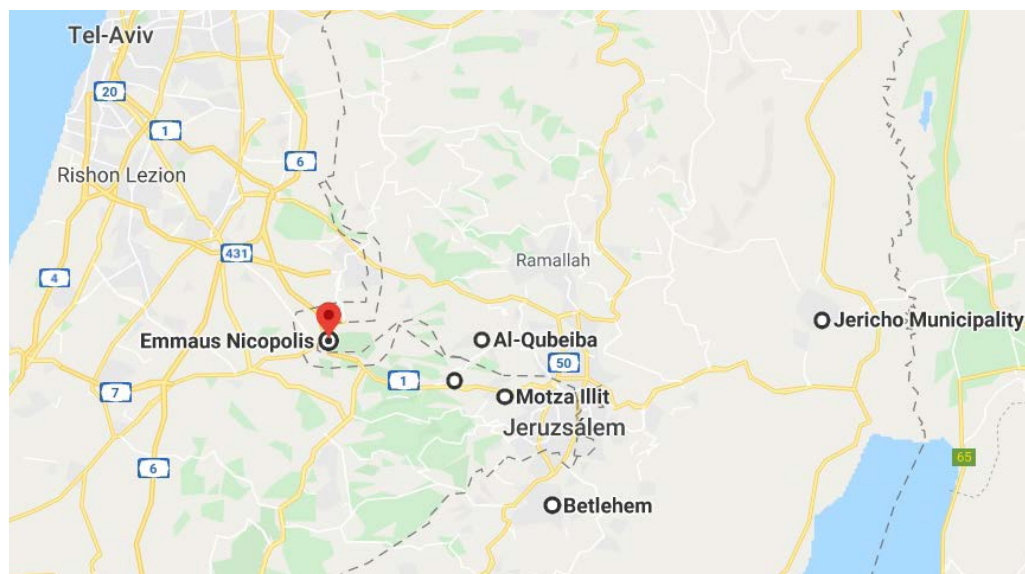 Tel-Aviv
20
1
6
Rishon Lezion
431
4
Ramallah
Emmaus Nicopolis
Al-Qubeiba
Jericho Municipality
50
7
1
Motza Illit
Jeruzsálem
6
65
Betlehem